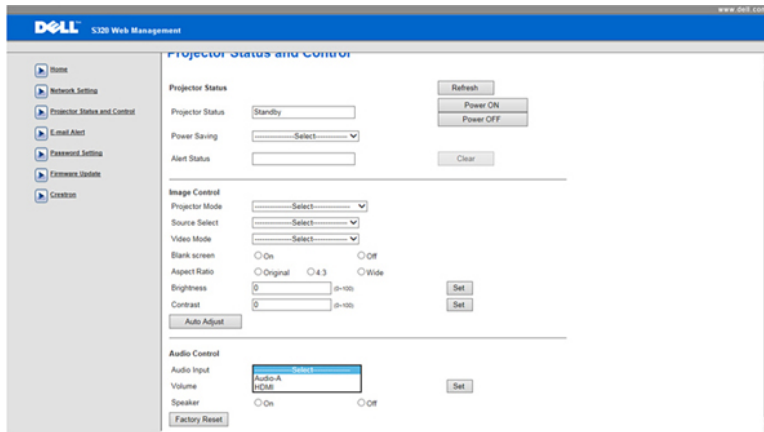 www.dell.com
DELL™ S320 Web Management
Home
Network Setting
Projector Status and Control
E-mail Alert
Password Setting
Firmware Update
Crestron
Projector Status and Control
Projector Status
Refresh
Projector Status Standby
Power ON
Power OFF
Power Saving Select
Alert Status
Clear
Image Control
Projector Mode Select
Source Select Select
Video Mode Select
Blank screen On Off
Aspect Ratio Original 4:3 Wide
Brightness 0 (0~100) Set
Contrast 0 (0~100) Set
Auto Adjust
Audio Control
Audio Input Select
Audio-A
HDMI
Volume Set
Speaker On Off
Factory Reset